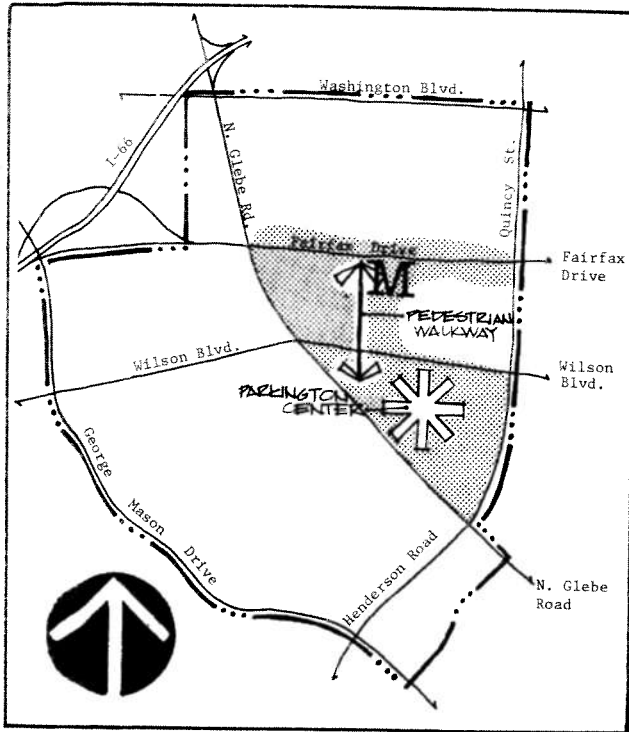 Washington Blvd.
I-66
N. Glebe Rd.
Quincy St.
Fairfax Drive
Fairfax
Drive
M
PEDESTRIAN
WALKWAY
Wilson Blvd.
Wilson
Blvd.
PARKINGTON
CENTER
George Mason Drive
Henderson Road
N. Glebe
Road